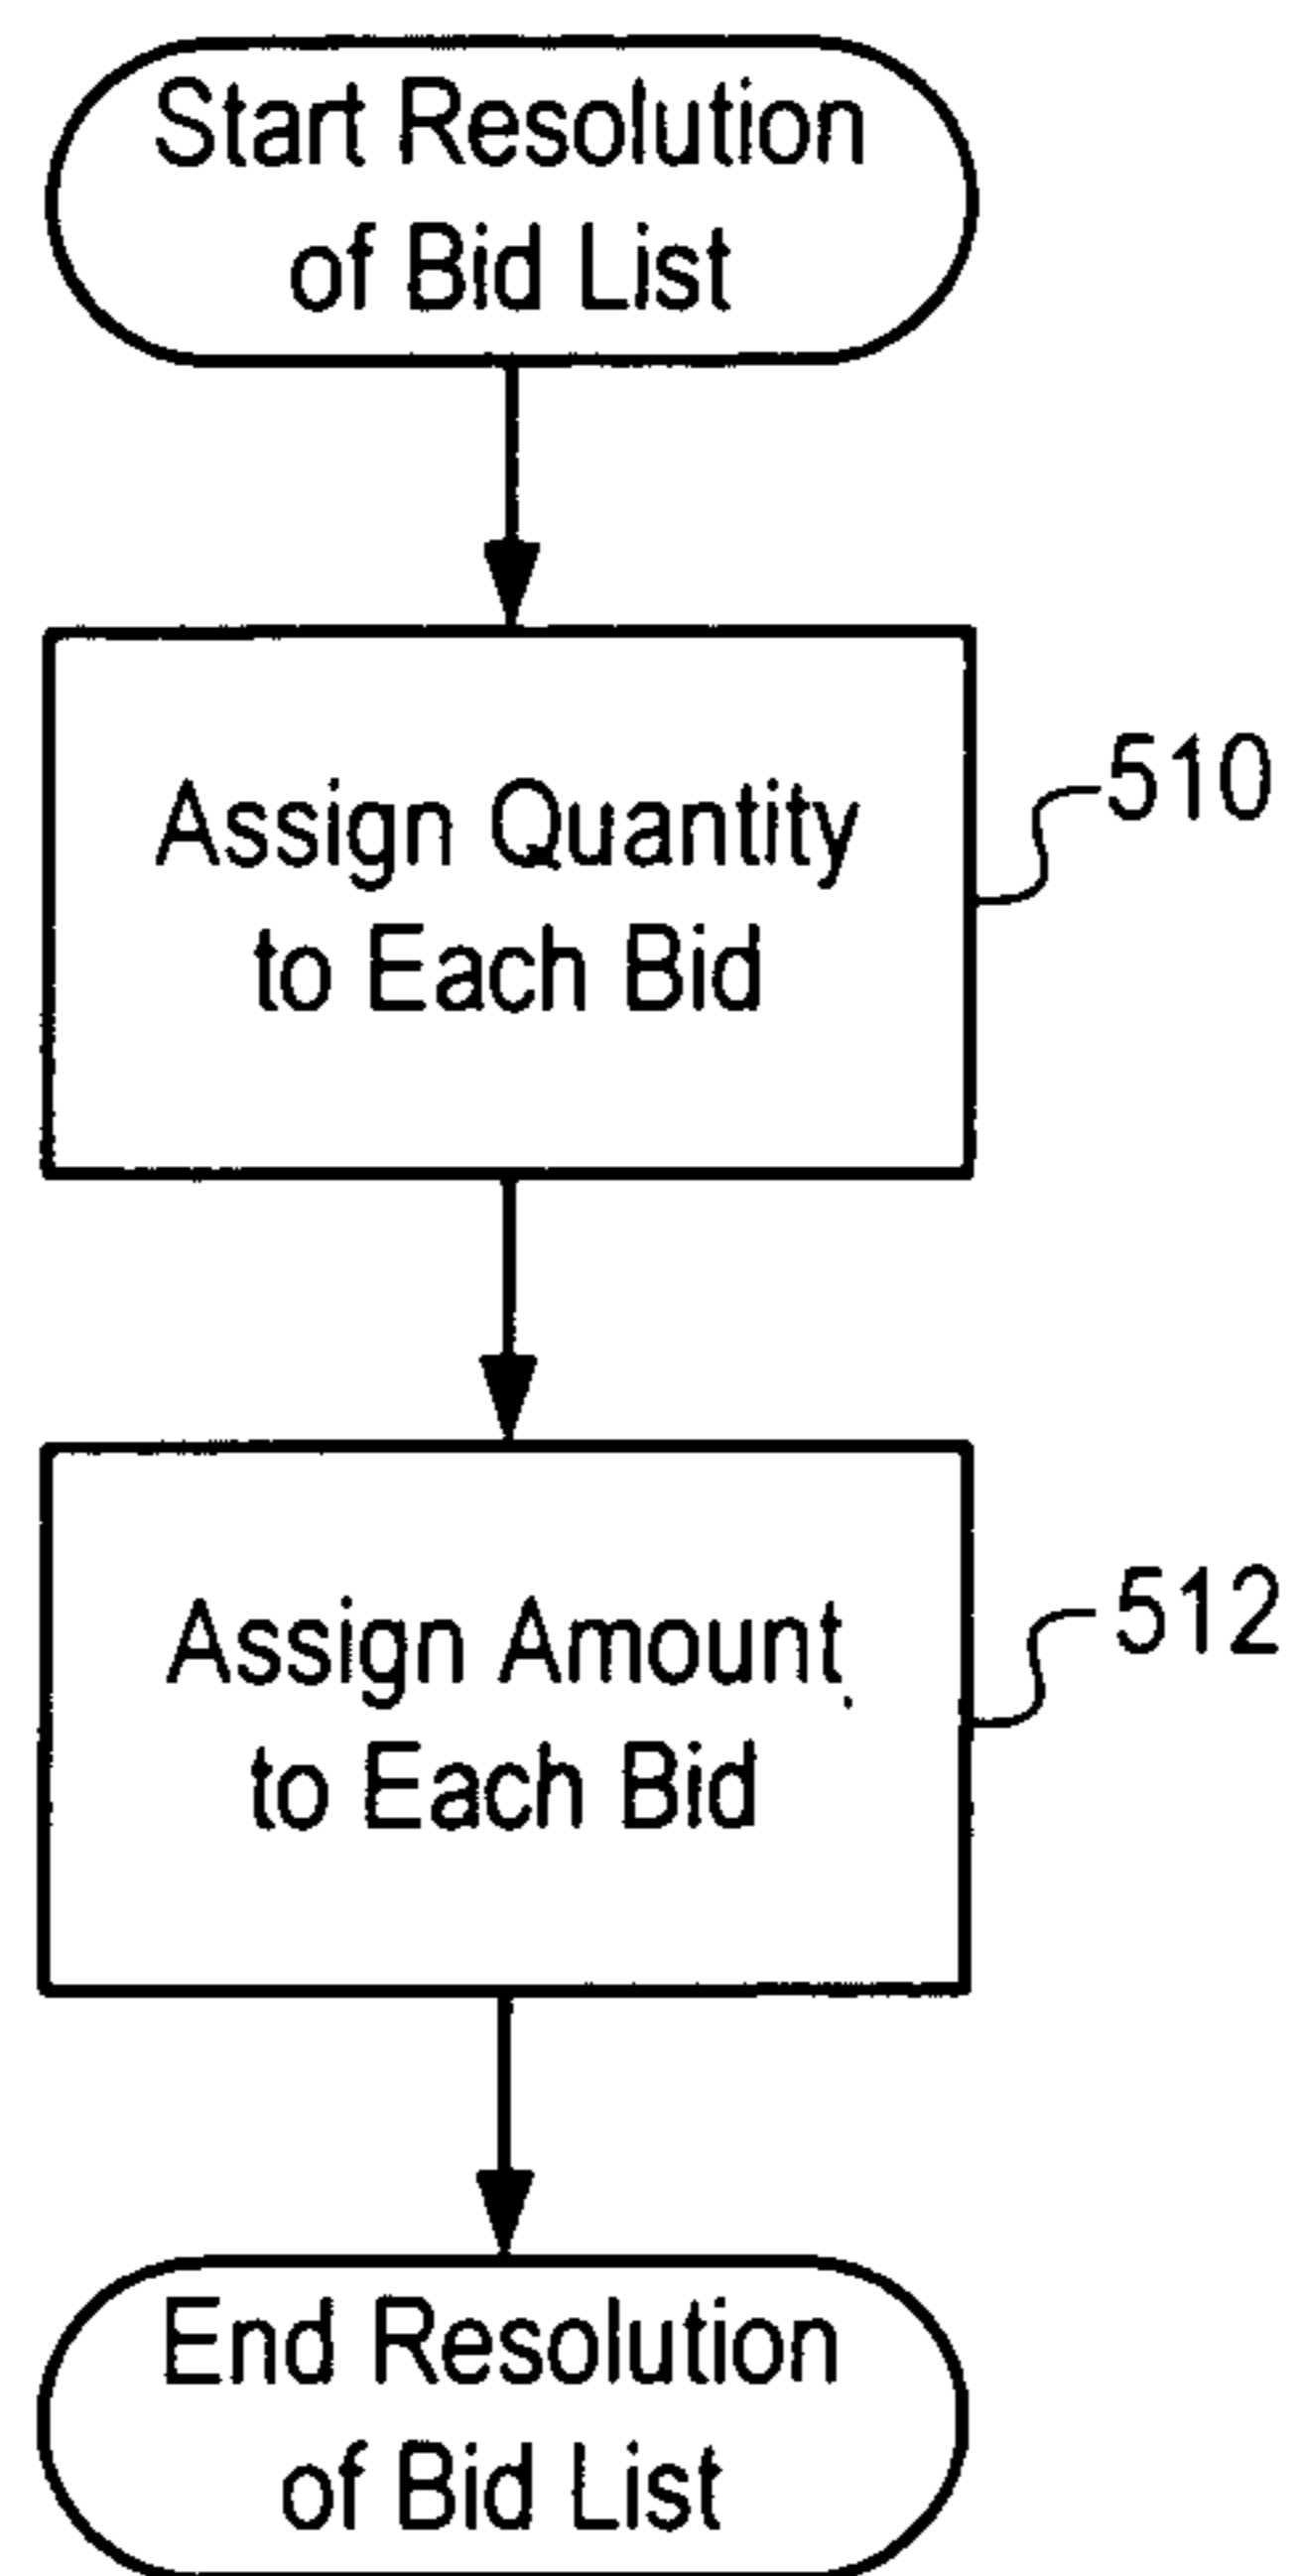 Start Resolution
of Bid List
Assign Quantity
to Each Bid
510
Assign Amount
to Each Bid
512
End Resolution
of Bid List